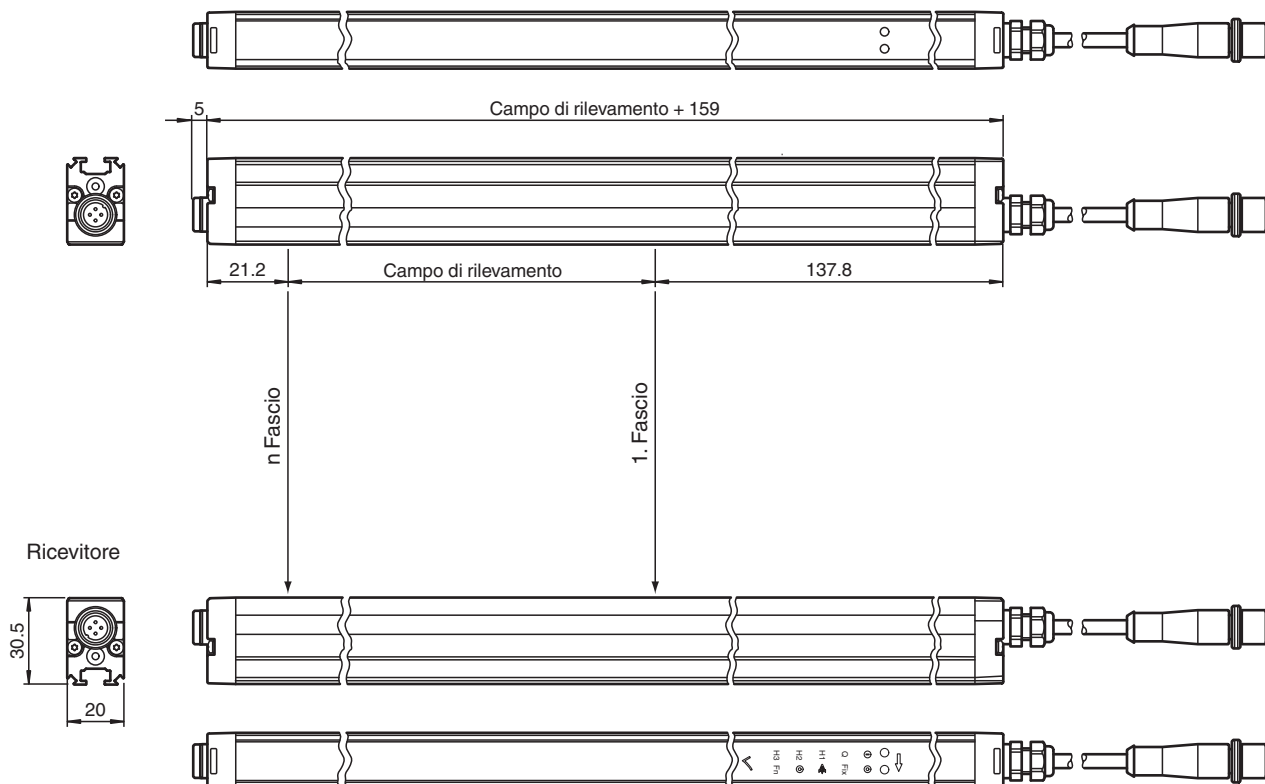 5
Campo di rilevamento + 159
21.2
Campo di rilevamento
137.8
n Fascio
1. Fascio
Ricevitore
30.5
20
H3 H2 H1 Q
Fn Fix